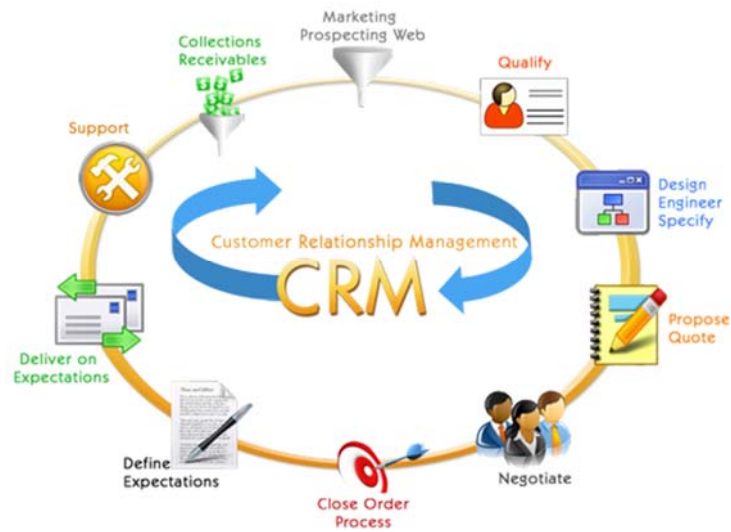 Marketing
Prospecting Web
Qualify
Design
Engineer
Specify
Propose
Quote
Negotiate
Close Order
Process
Define
Expectations
Deliver on
Expectations
Support
Collections
Receivables
Customer Relationship Management
CRM